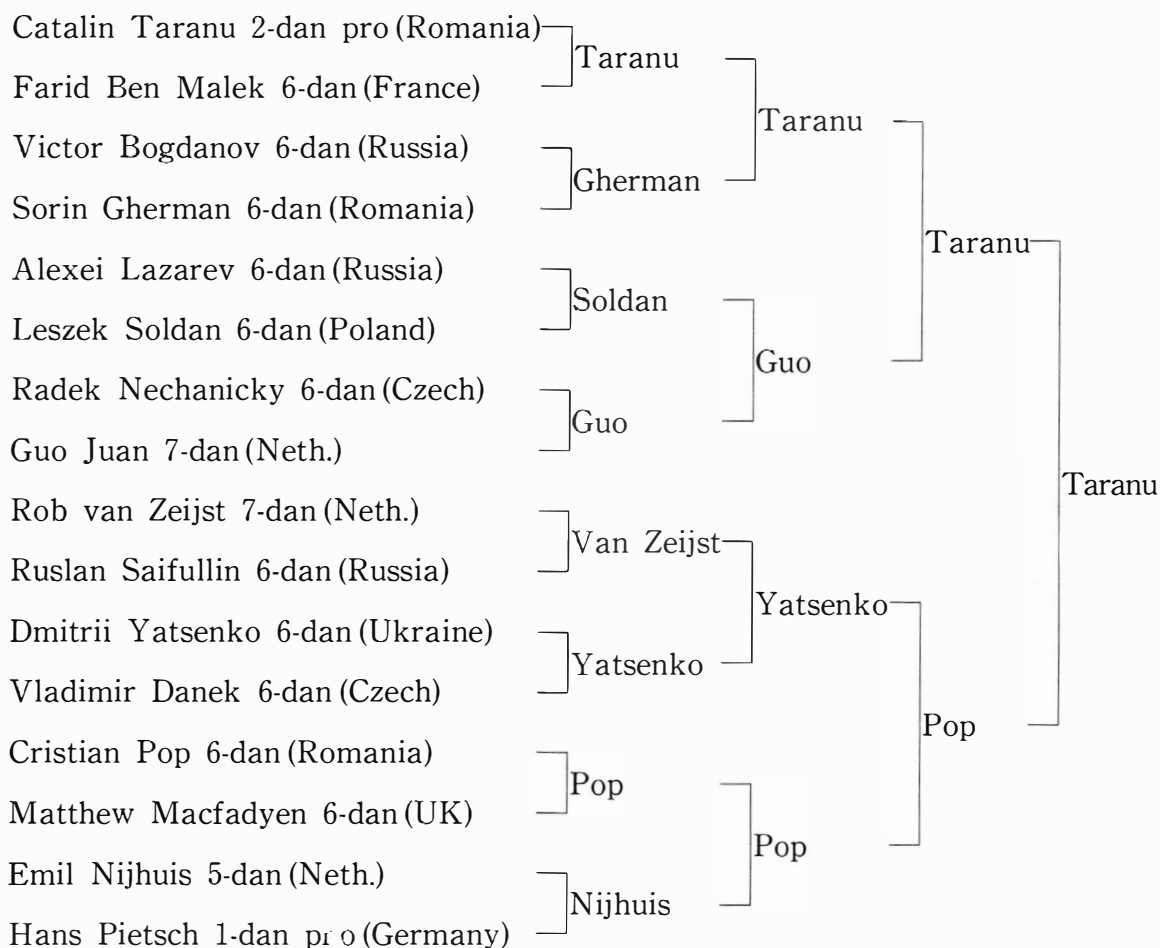 Catalin Taranu 2-dan pro (Romania)
Taranu
Farid Ben Malek 6-dan (France)
Taranu
Victor Bogdanov 6-dan (Russia)
Gherman
Sorin Gherman 6-dan (Romania)
Taranu
Alexei Lazarev 6-dan (Russia)
Soldan
Leszek Soldan 6-dan (Poland)
Guo
Radek Nechanicky 6-dan (Czech)
Guo
Guo Juan 7-dan (Neth.)
Taranu
Rob van Zeijst 7-dan (Neth.)
Van Zeijst
Ruslan Saifullin 6-dan (Russia)
Yatsenko
Dmitrii Yatsenko 6-dan (Ukraine)
Yatsenko
Vladimir Danek 6-dan (Czech)
Pop
Cristian Pop 6-dan (Romania)
Pop
Matthew Macfadyen 6-dan (UK)
Pop
Emil Nijhuis 5-dan (Neth.)
Nijhuis
Hans Pietsch 1-dan pro (Germany)